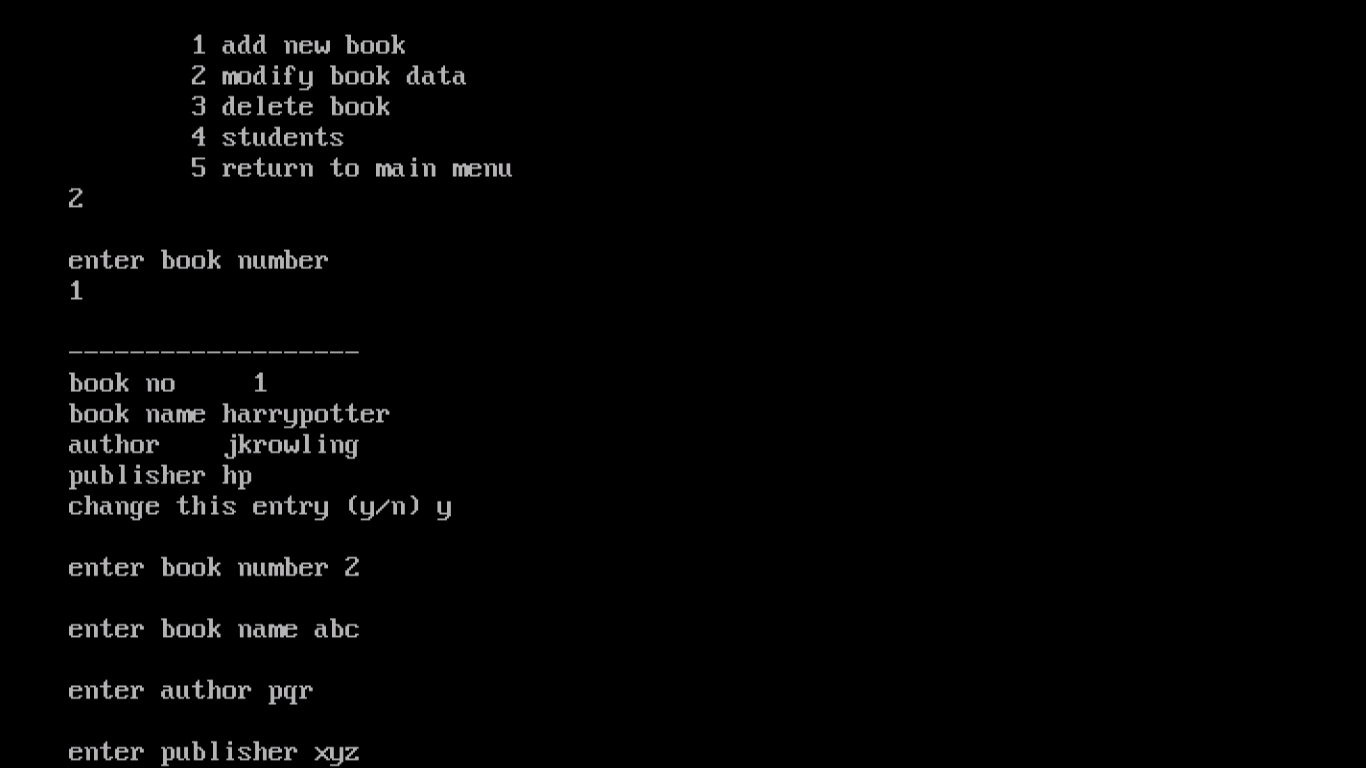 1 add new book
2 modify book data
3 delete book
4 students
5 return to main menu
2
enter book number
1
-------------------
book no     1
book name harrypotter
author    jkrowling
publisher hp
change this entry (y/n) y
enter book number 2
enter book name abc
enter author pqr
enter publisher xyz